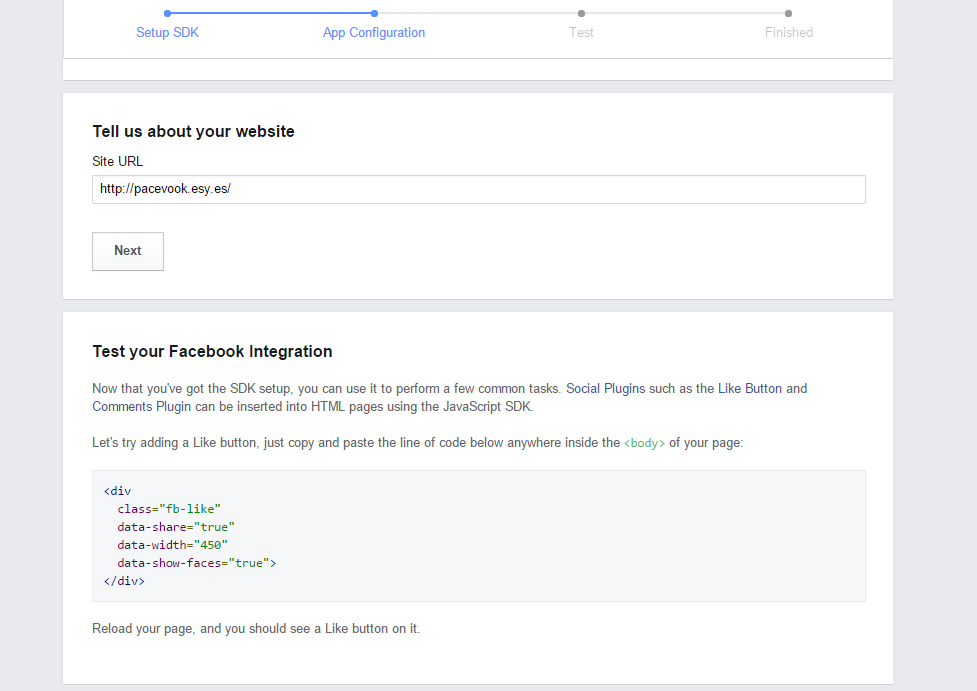 Setup SDK App Configuration Test Finished
Tell us about your website
Site URL
http://pacevook.esy.es/
Next
Test your Facebook Integration
Now that you've got the SDK setup, you can use it to perform a few common tasks. Social Plugins such as the Like Button and
Comments Plugin can be inserted into HTML pages using the JavaScript SDK.
Let's try adding a Like button, just copy and paste the line of code below anywhere inside the <body> of your page:
<div
  class="fb-like"
  data-share="true"
  data-width="450"
  data-show-faces="true">
</div>
Reload your page, and you should see a Like button on it.